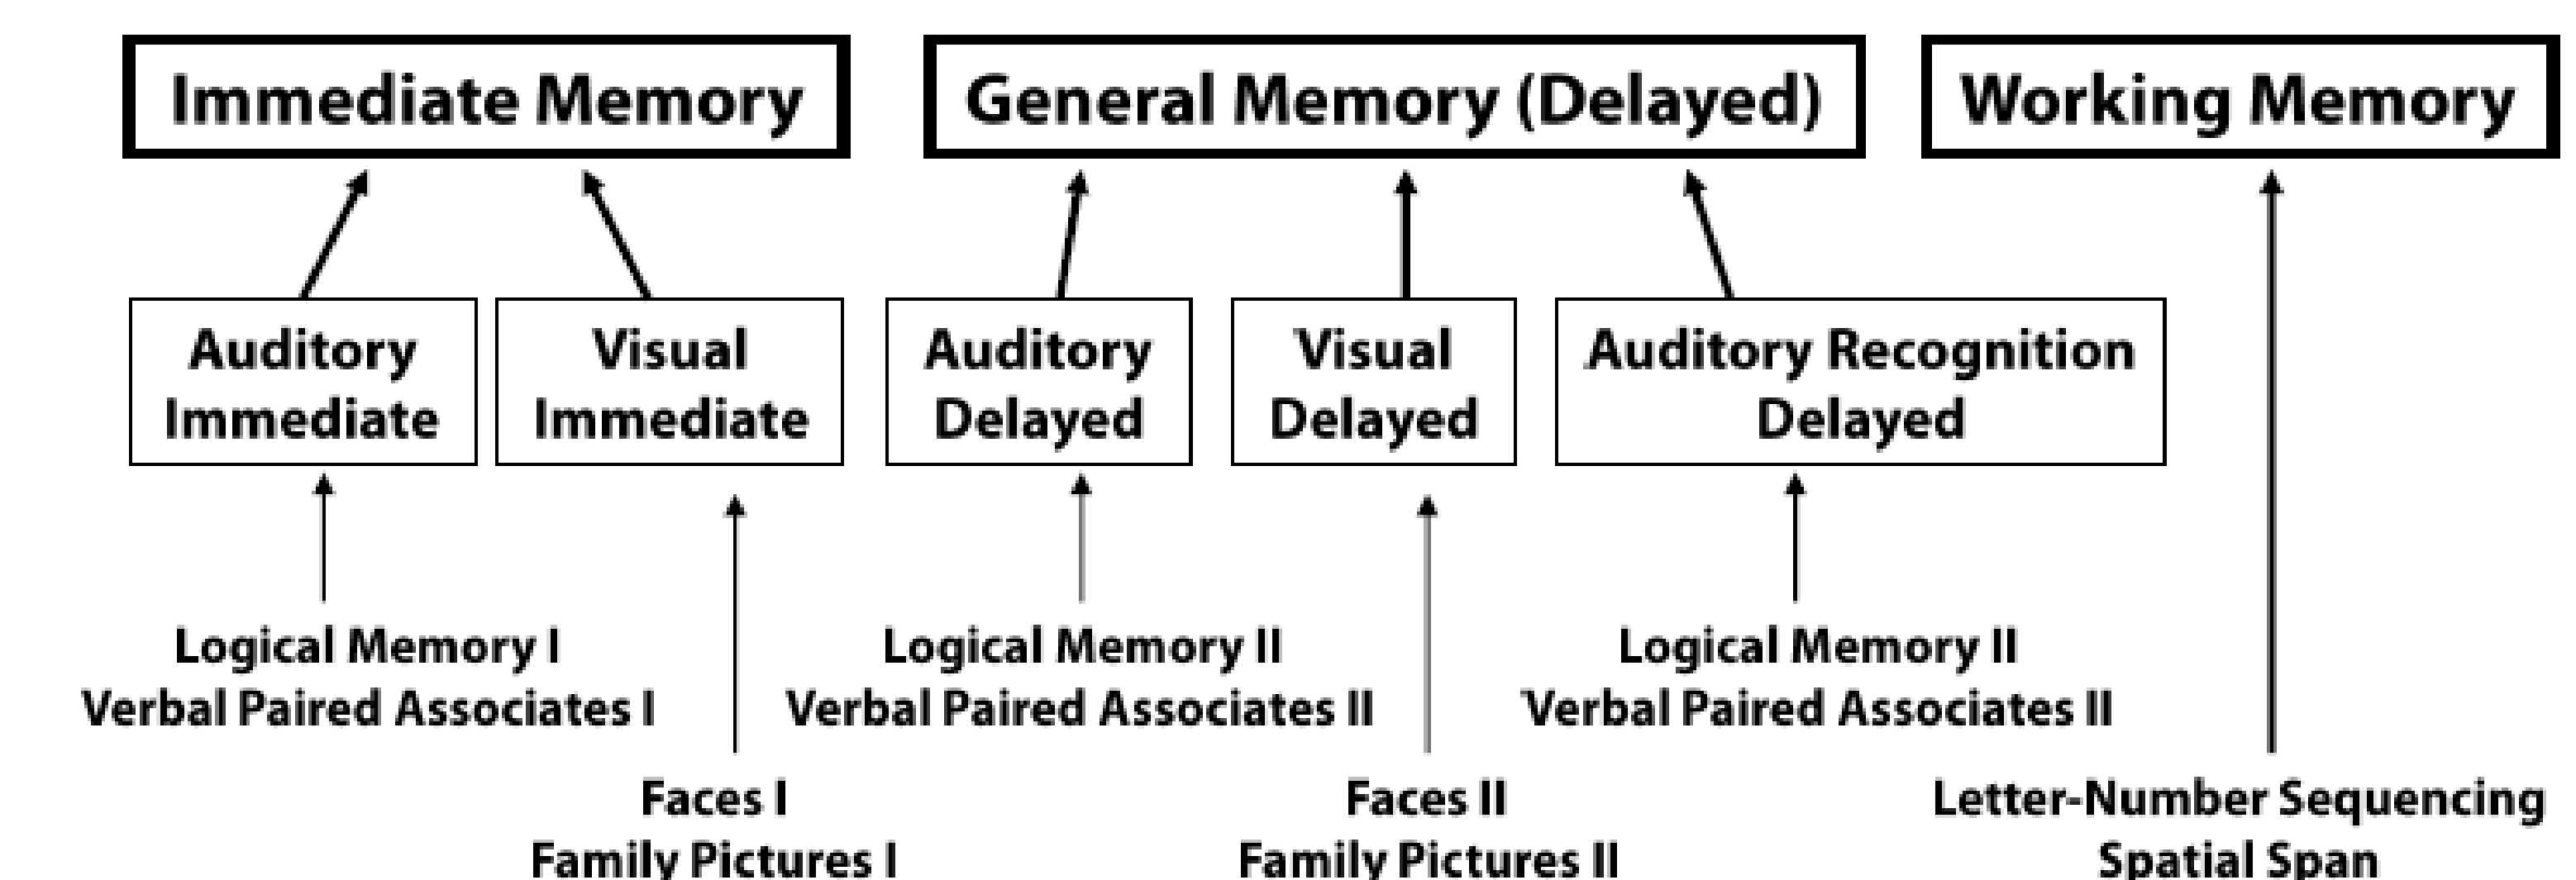 Immediate Memory
General Memory (Delayed)
Working Memory
Auditory
Immediate
Visual
Immediate
Auditory
Delayed
Visual
Delayed
Auditory Recognition
Delayed
Logical Memory I
Verbal Paired Associates I
Logical Memory II
Verbal Paired Associates II
Logical Memory II
Verbal Paired Associates II
Faces I
Family Pictures I
Faces II
Family Pictures II
Letter-Number Sequencing
Spatial Span